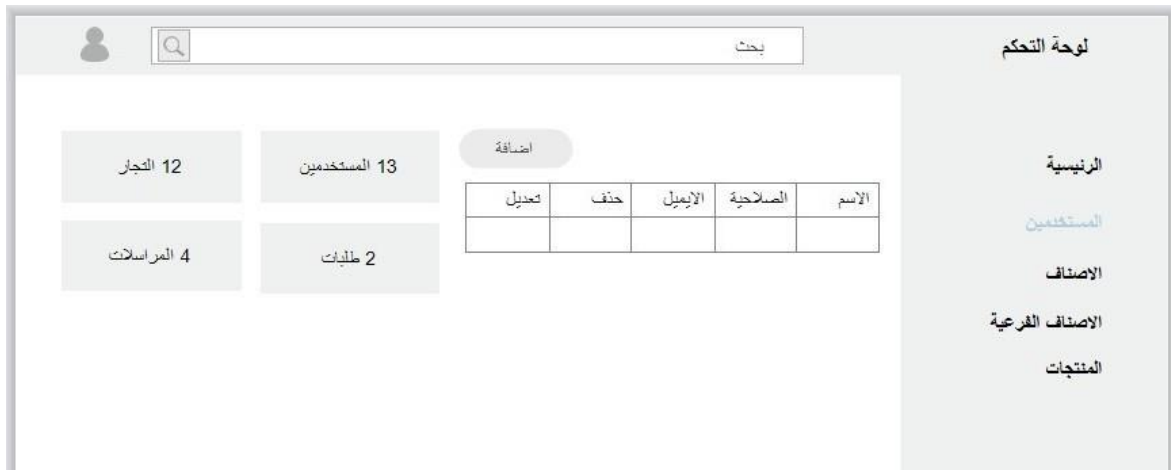 لوحة التحكم
بحث
الرئيسية
المستخدمين
الاصناف
الاصناف الفرعية
المنتجات
اضافة
الاسم الصلاحية الايميل حذف تعديل
13 المستخدمين
12 التجار
2 طلبات
4 المراسلات